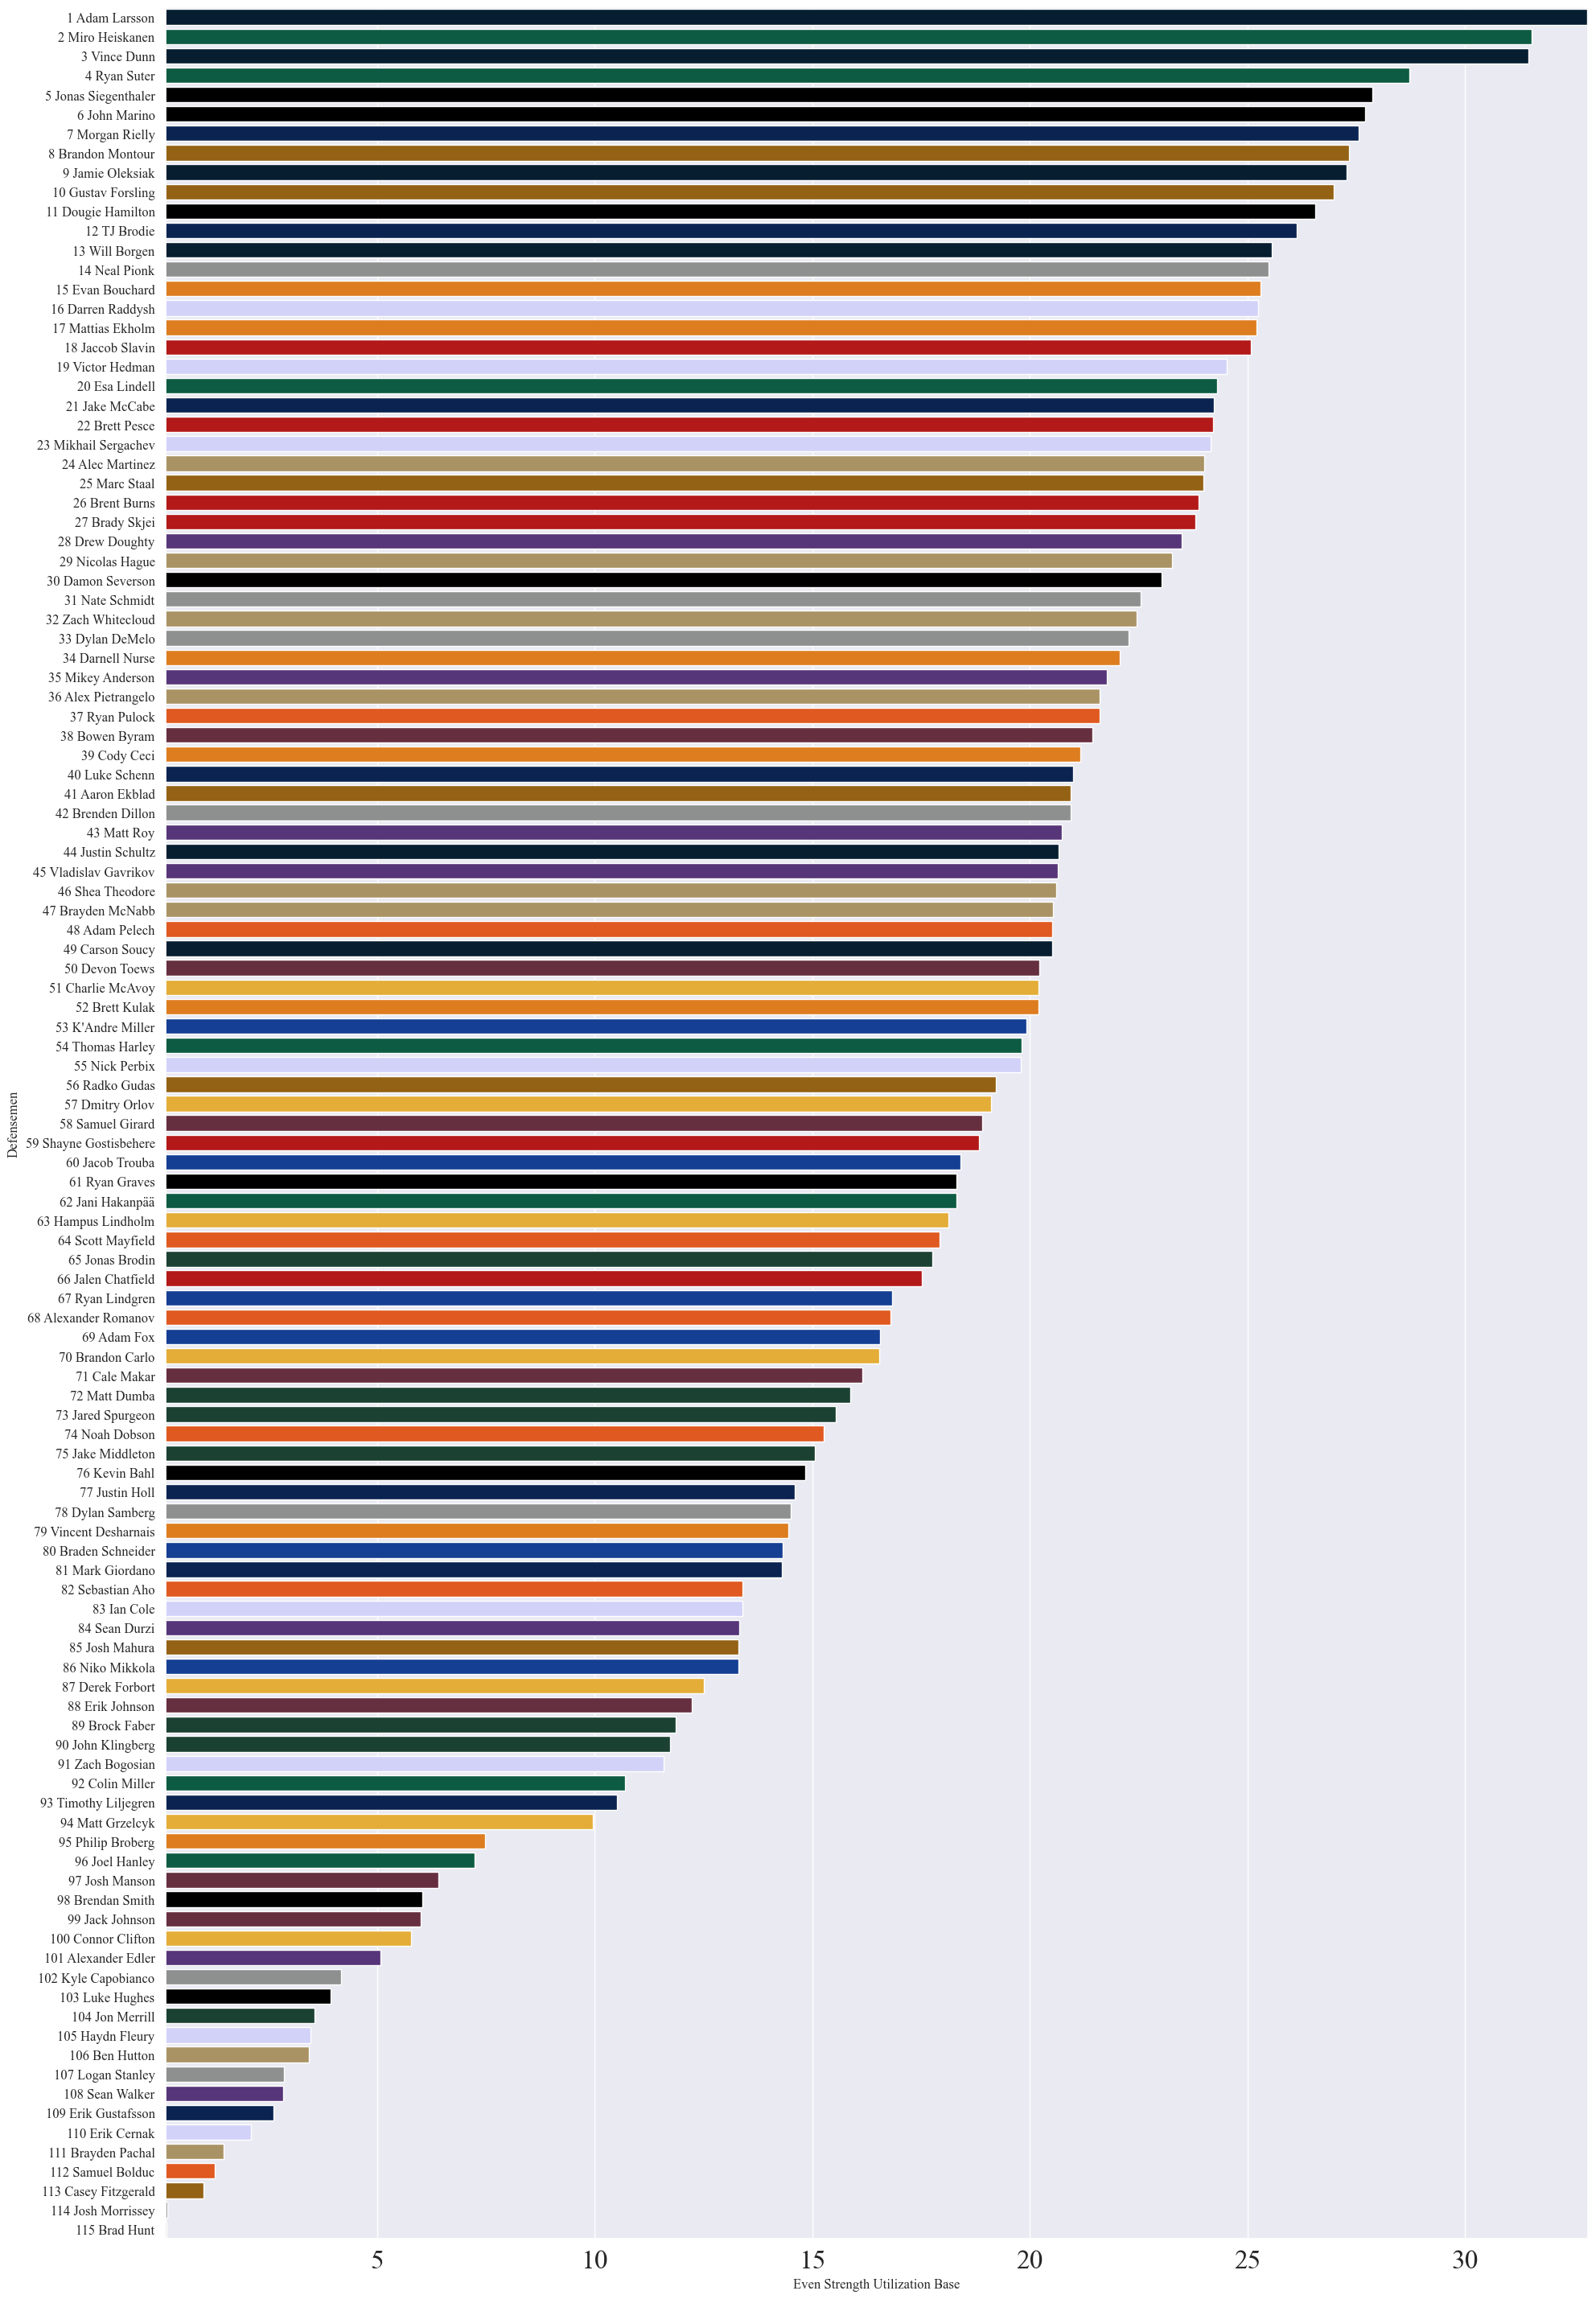 1 Adam Larsson
2 Miro Heiskanen
3 Vince Dunn
4 Ryan Suter
5 Jonas Siegenthaler
6 John Marino
7 Morgan Rielly
8 Brandon Montour
9 Jamie Oleksiak
10 Gustav Forsling
11 Dougie Hamilton
12 TJ Brodie
13 Will Borgen
14 Neal Pionk
15 Evan Bouchard
16 Darren Raddysh
17 Mattias Ekholm
18 Jaccob Slavin
19 Victor Hedman
20 Esa Lindell
21 Jake McCabe
22 Brett Pesce
23 Mikhail Sergachev
24 Alec Martinez
25 Marc Staal
26 Brent Burns
27 Brady Skjei
28 Drew Doughty
29 Nicolas Hague
30 Damon Severson
31 Nate Schmidt
32 Zach Whitecloud
33 Dylan DeMelo
34 Darnell Nurse
35 Mikey Anderson
36 Alex Pietrangelo
37 Ryan Pulock
38 Bowen Byram
39 Cody Ceci
40 Luke Schenn
41 Aaron Ekblad
42 Brenden Dillon
43 Matt Roy
44 Justin Schultz
45 Vladislav Gavrikov
46 Shea Theodore
47 Brayden McNabb
48 Adam Pelech
49 Carson Soucy
50 Devon Toews
51 Charlie McAvoy
52 Brett Kulak
53 K'Andre Miller
54 Thomas Harley
55 Nick Perbix
56 Radko Gudas
57 Dmitry Orlov
58 Samuel Girard
59 Shayne Gostisbehere
60 Jacob Trouba
61 Ryan Graves
62 Jani Hakanpää
63 Hampus Lindholm
64 Scott Mayfield
65 Jonas Brodin
66 Jalen Chatfield
67 Ryan Lindgren
68 Alexander Romanov
69 Adam Fox
70 Brandon Carlo
71 Cale Makar
72 Matt Dumba
73 Jared Spurgeon
74 Noah Dobson
75 Jake Middleton
76 Kevin Bahl
77 Justin Holl
78 Dylan Samberg
79 Vincent Desharnais
80 Braden Schneider
81 Mark Giordano
82 Sebastian Aho
83 Ian Cole
84 Sean Durzi
85 Josh Mahura
86 Niko Mikkola
87 Derek Forbort
88 Erik Johnson
89 Brock Faber
90 John Klingberg
91 Zach Bogosian
92 Colin Miller
93 Timothy Liljegren
94 Matt Grzelcyk
95 Philip Broberg
96 Joel Hanley
97 Josh Manson
98 Brendan Smith
99 Jack Johnson
100 Connor Clifton
101 Alexander Edler
102 Kyle Capobianco
103 Luke Hughes
104 Jon Merrill
105 Haydn Fleury
106 Ben Hutton
107 Logan Stanley
108 Sean Walker
109 Erik Gustafsson
110 Erik Cernak
111 Brayden Pachal
112 Samuel Bolduc
113 Casey Fitzgerald
114 Josh Morrissey
115 Brad Hunt
Defensemen
5 10 15 20 25 30
Even Strength Utilization Base